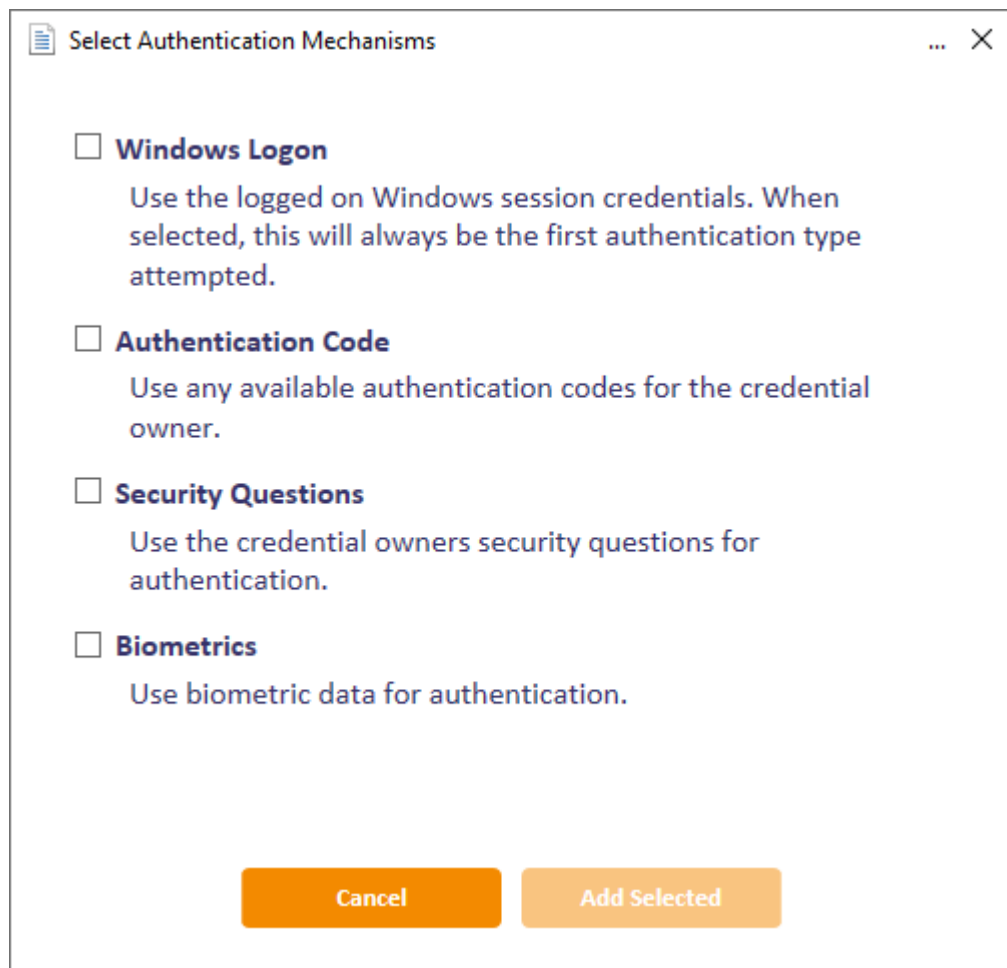 Select Authentication Mechanisms
...
Windows Logon
Use the logged on Windows session credentials. When
selected, this will always be the first authentication type
attempted.
Authentication Code
Use any available authentication codes for the credential
owner.
Security Questions
Use the credential owners security questions for
authentication.
Biometrics
Use biometric data for authentication.
Cancel
Add Selected